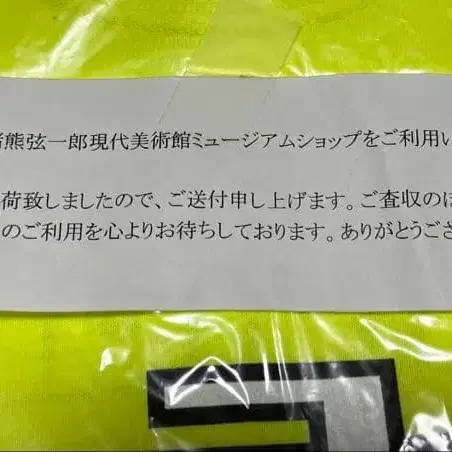 熊弦一郎現代美術館ミュージアムショップをご利用い
荷致しましたので、ご送付申し上げます。ご査収のほ
のご利用を心よりお待ちしております。ありがとうござ